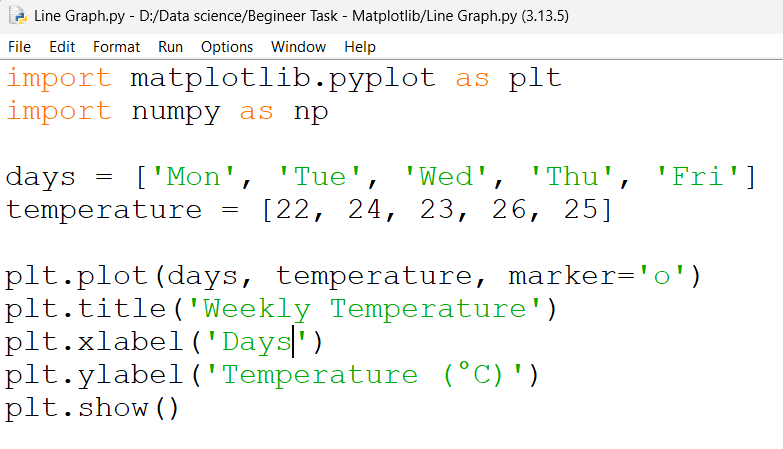 Line Graph.py - D:/Data science/Begineer Task - Matplotlib/Line Graph.py (3.13.5)
File Edit Format Run Options Window Help
import matplotlib.pyplot as plt
import numpy as np
days = ['Mon', 'Tue', 'Wed', 'Thu', 'Fri']
temperature = [22, 24, 23, 26, 25]
plt.plot(days, temperature, marker='o')
plt.title('Weekly Temperature')
plt.xlabel('Days')
plt.ylabel('Temperature (°C)')
plt.show()